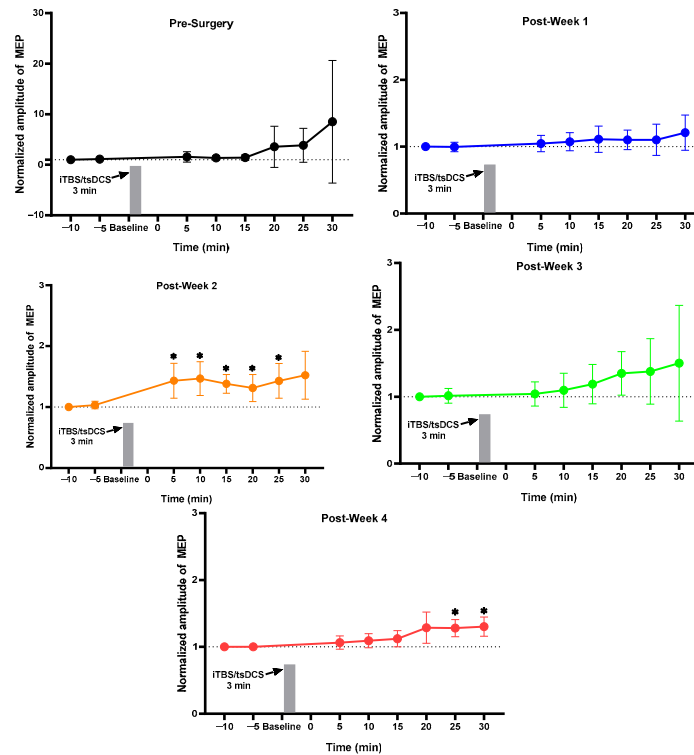 Pre-Surgery
Normalized amplitude of MEP
30
20
10
0
−10
iTBS/tsDCS
3 min
−10 −5 Baseline 0 5 10 15 20 25 30
Time (min)
Post-Week 1
Normalized amplitude of MEP
3
2
1
0
iTBS/tsDCS
3 min
−10 −5 Baseline 0 5 10 15 20 25 30
Time (min)
Post-Week 2
Normalized amplitude of MEP
3
2
1
0
* * * * *
iTBS/tsDCS
3 min
−10 −5 Baseline 0 5 10 15 20 25 30
Time (min)
Post-Week 3
Normalized amplitude of MEP
3
2
1
0
iTBS/tsDCS
3 min
−10 −5 Baseline 0 5 10 15 20 25 30
Time (min)
Post-Week 4
Normalized amplitude of MEP
3
2
1
0
* *
iTBS/tsDCS
3 min
−10 −5 Baseline 0 5 10 15 20 25 30
Time (min)